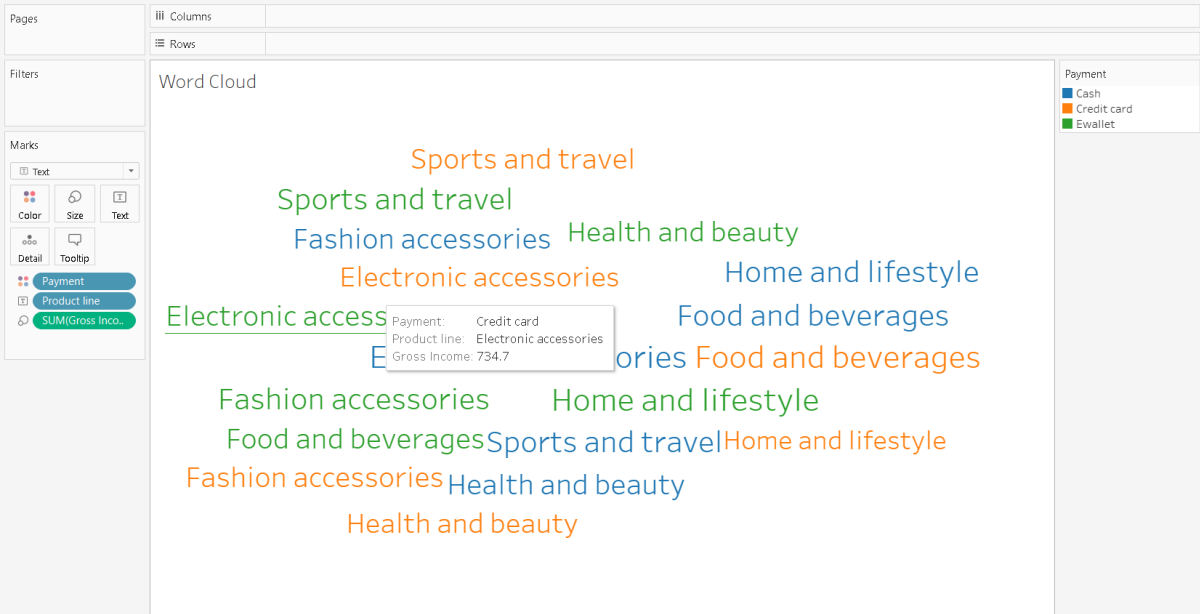 Pages
Columns
Rows
Filters
Marks
Text
Color
Size
Text
Detail
Tooltip
Payment
Product line
SUM(Gross Inco..
Word Cloud
Sports and travel
Sports and travel
Fashion accessories
Health and beauty
Electronic accessories
Home and lifestyle
Electronic access
Food and beverages
E
ories
Food and beverages
Payment: Credit card
Product line: Electronic accessories
Gross Income: 734.7
Fashion accessories
Home and lifestyle
Food and beverages
Sports and travel
Home and lifestyle
Fashion accessories
Health and beauty
Health and beauty
Payment
Cash
Credit card
Ewallet